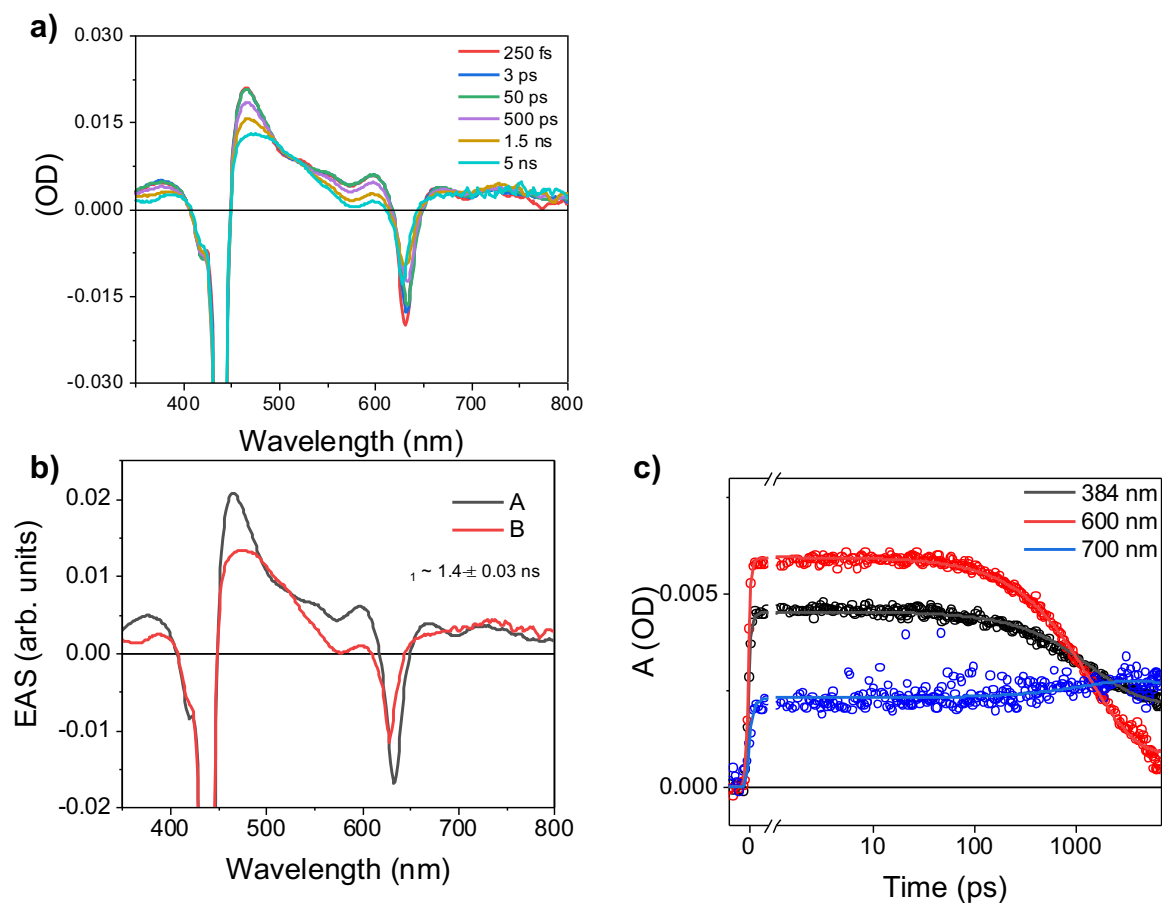 a)
0.030
0.015
0.000
-0.015
-0.030
(OD)
250 fs
3 ps
50 ps
500 ps
1.5 ns
5 ns
400 500 600 700 800
Wavelength (nm)
b)
0.02
0.01
0.00
-0.01
-0.02
EAS (arb. units)
A
B
1 ~ 1.4± 0.03 ns
400 500 600 700 800
Wavelength (nm)
c)
384 nm
600 nm
700 nm
0.005
0.000
A (OD)
0 10 100 1000
Time (ps)